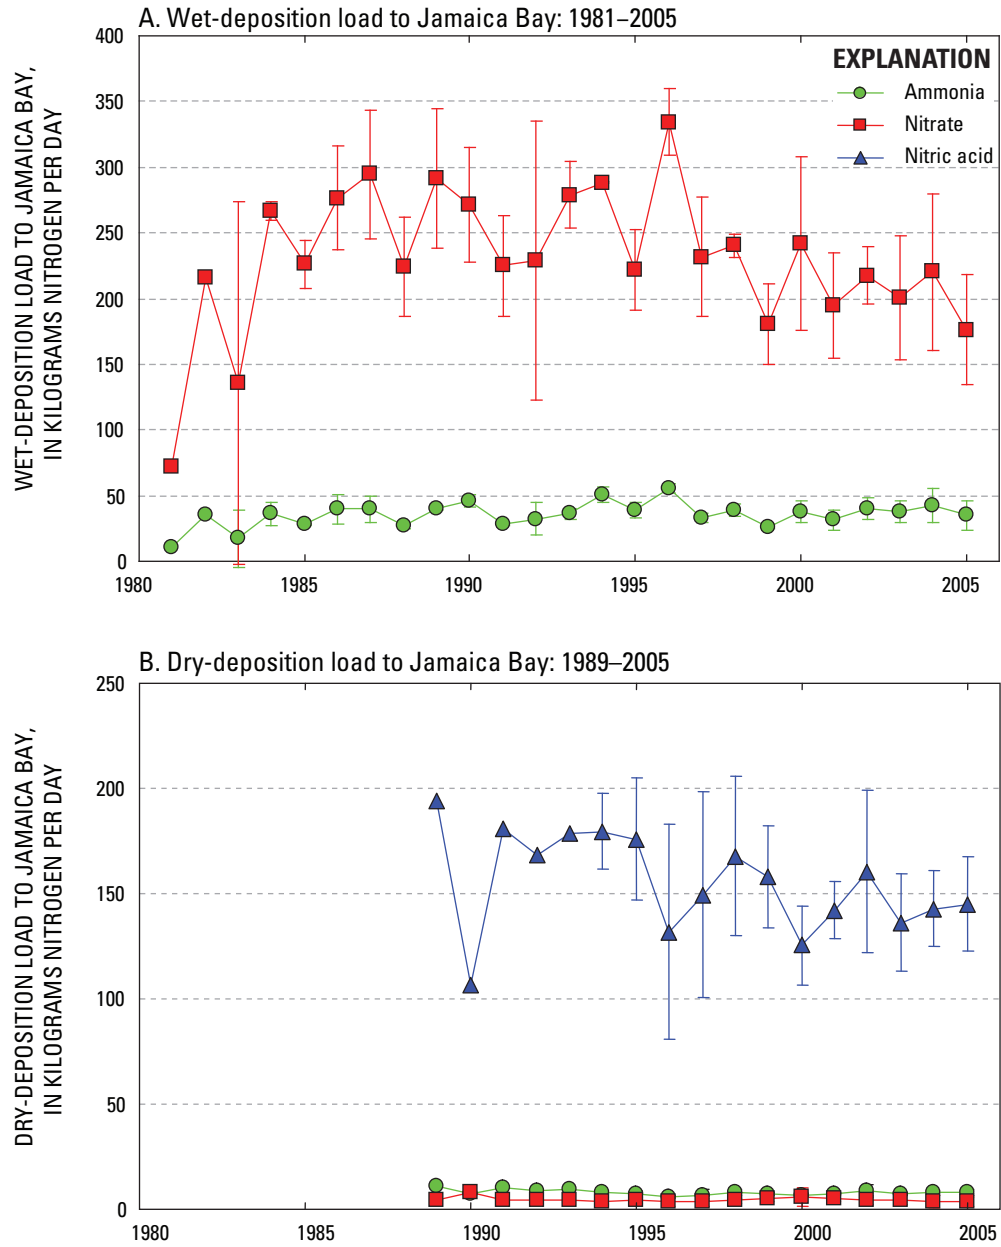 A. Wet-deposition load to Jamaica Bay: 1981–2005
WET-DEPOSITION LOAD TO JAMAICA BAY,
IN KILOGRAMS NITROGEN PER DAY
400
350
300
250
200
150
100
50
0
EXPLANATION
Ammonia
Nitrate
Nitric acid
1980 1985 1990 1995 2000 2005
B. Dry-deposition load to Jamaica Bay: 1989–2005
DRY-DEPOSITION LOAD TO JAMAICA BAY,
IN KILOGRAMS NITROGEN PER DAY
250
200
150
100
50
0
1980 1985 1990 1995 2000 2005